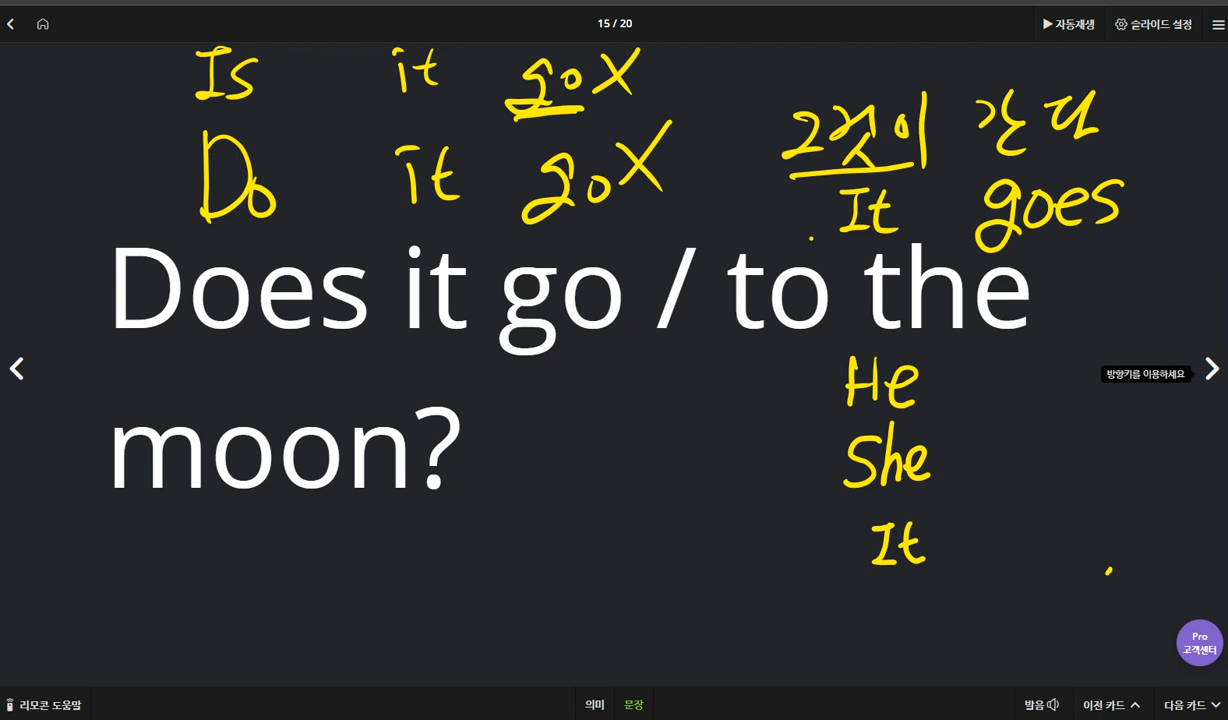 15 / 20
자동재생
슬라이드 설정
Is it go X
Do it go X
그것이 간다
It goes
Does it go / to the
moon?
He
She
It
방향키를 이용하세요
Pro
고객센터
리모콘 도움말
의미
문장
발음
이전 카드
다음 카드